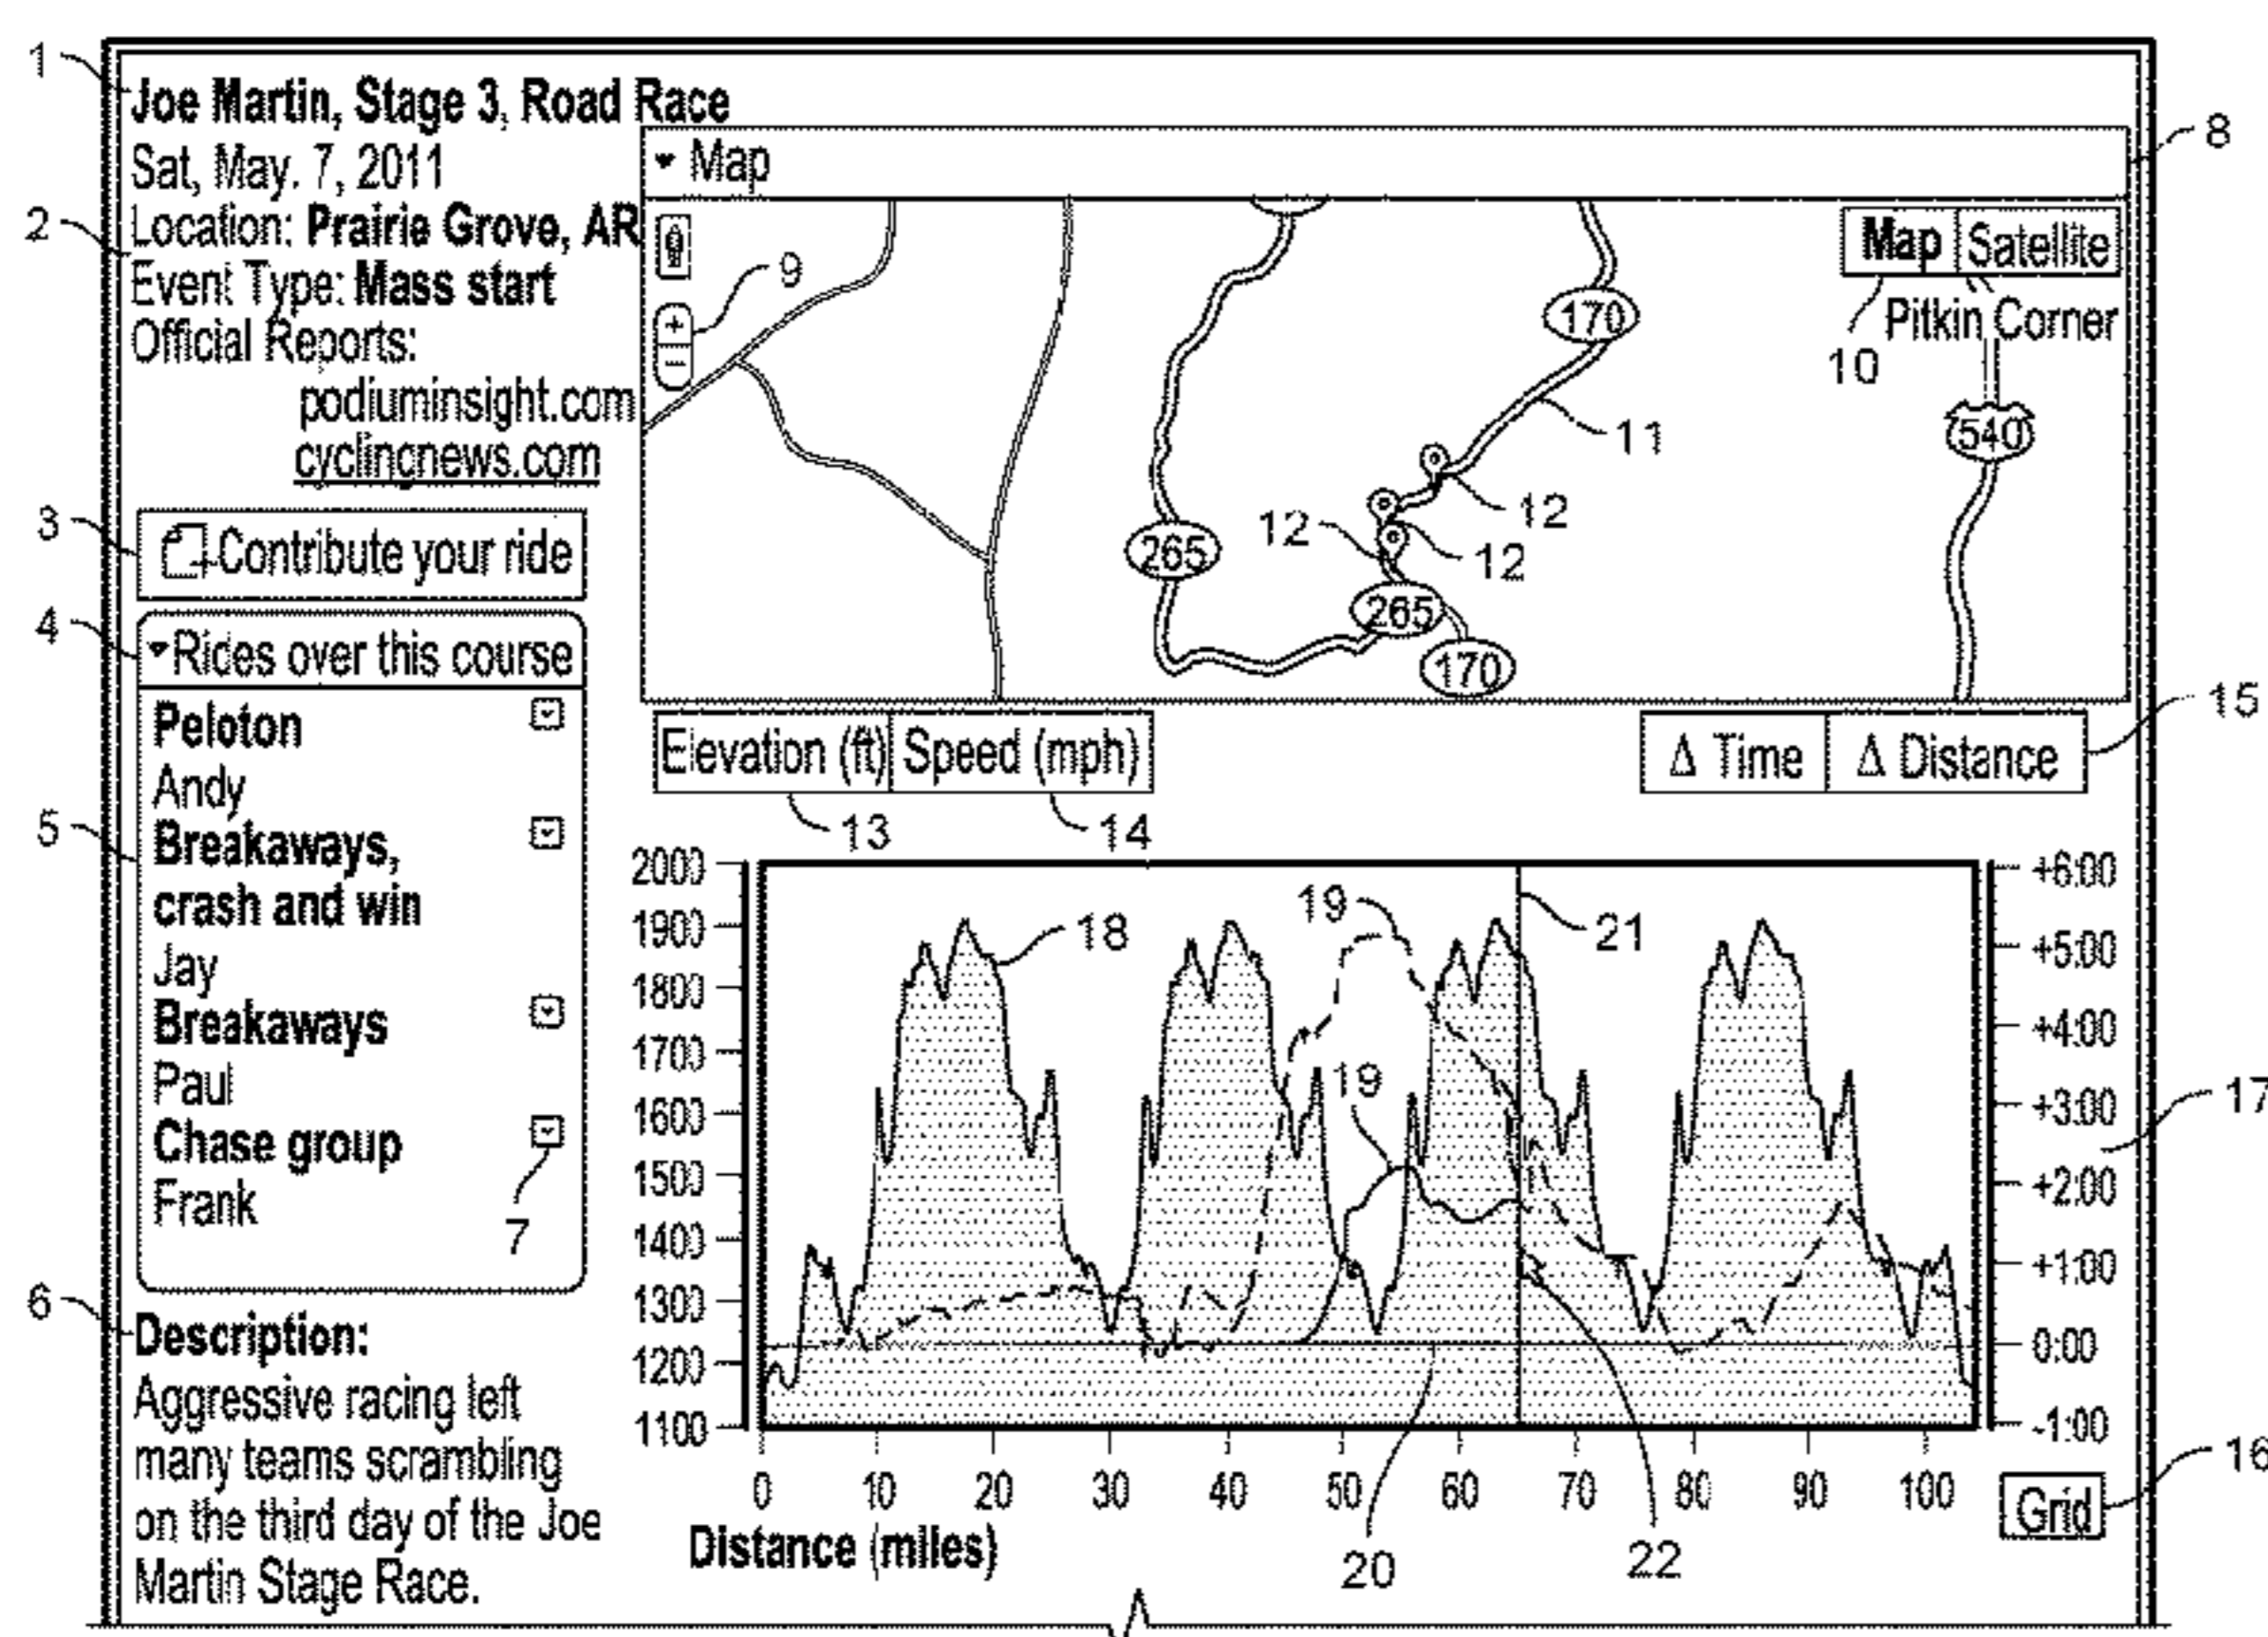 1
Joe Martin, Stage 3, Road Race
Sat, May. 7, 2011
2
Location: Prairie Grove, AR
Event Type: Mass start
Official Reports:
podiuminsight.com
cyclingnews.com
3
Contribute your ride
4
Rides over this course
Peloton
Andy
5
Breakaways,
crash and win
Jay
Breakaways
Paul
Chase group
Frank
7
6
Description:
Aggressive racing left
many teams scrambling
on the third day of the Joe
Martin Stage Race.
8
Map
9
Map Satellite
10
Pitkin Corner
170
540
11
12
12
12
265
265
170
Elevation (ft) Speed (mph)
13
14
Δ Time Δ Distance
15
2000
1900
1800
1700
1600
1500
1400
1300
1200
1100
18
19
19
21
+6:00
+5:00
+4:00
+3:00
+2:00
+1:00
0:00
-1:00
17
0 10 20 30 40 50 60 70 80 90 100
Distance (miles)
20
22
Grid
16